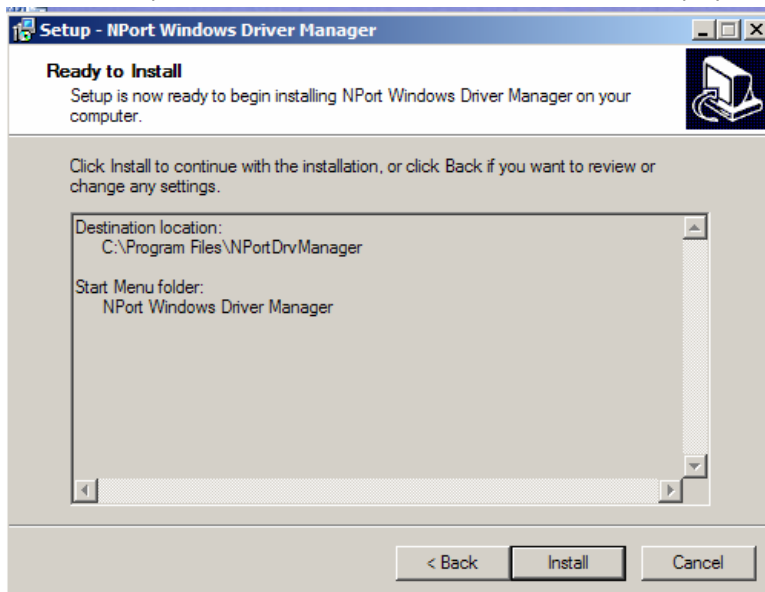 Setup - NPort Windows Driver Manager
Ready to Install
Setup is now ready to begin installing NPort Windows Driver Manager on your
computer.
Click Install to continue with the installation, or click Back if you want to review or
change any settings.
Destination location:
C:\Program Files\NPortDrvManager
Start Menu folder:
NPort Windows Driver Manager
< Back
Install
Cancel